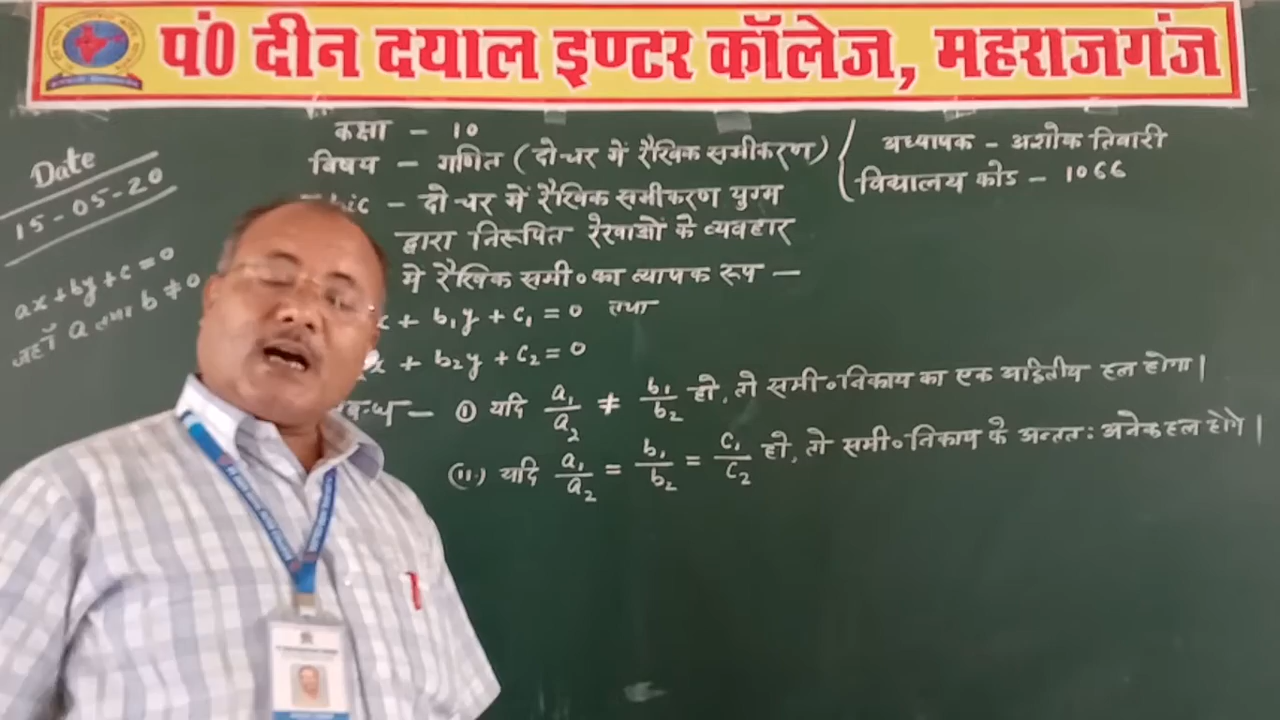 पं0 दीन दयाल इण्टर कॉलेज, महराजगंज
Date
15-05-20
ax + by + c = 0
जहाँ a तथा b ≠ 0
कक्षा - 10
विषय - गणित (दो चर में रैखिक समीकरण)
अध्यापक - अशोक तिवारी
विद्यालय कोड - 1066
- दो चर में रैखिक समीकरण युग्म
द्वारा निरूपित रेखाओं के व्यवहार
में रैखिक समी० का व्यापक रूप —
x + b₁y + c₁ = 0 तथा
x + b₂y + c₂ = 0
— ① यदि a₁/a₂ ≠ b₁/b₂ हो, तो समी० निकाय का एक अद्वितीय हल होगा।
(ii.) यदि a₁/a₂ = b₁/b₂ = c₁/c₂ हो, तो समी० निकाय के अन्ततः अनेक हल होंगे।